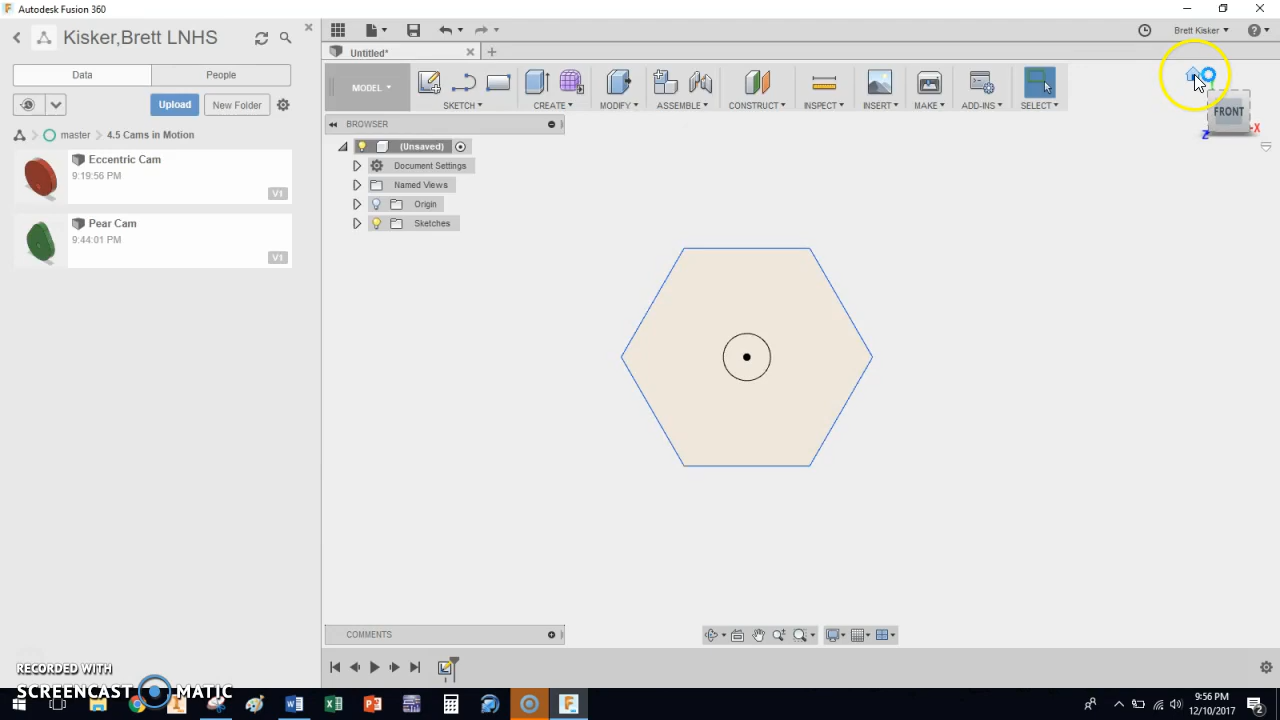 Autodesk Fusion 360
Kisker,Brett LNHS
Data
People
Upload
New Folder
master
4.5 Cams in Motion
Eccentric Cam
9:19:56 PM
V1
Pear Cam
9:44:01 PM
V1
Untitled*
Brett Kisker
MODEL
SKETCH
CREATE
MODIFY
ASSEMBLE
CONSTRUCT
INSPECT
INSERT
MAKE
ADD-INS
SELECT
BROWSER
(Unsaved)
Document Settings
Named Views
Origin
Sketches
FRONT
X
Z
COMMENTS
RECORDED WITH
SCREENCAST MATIC
9:56 PM
12/10/2017